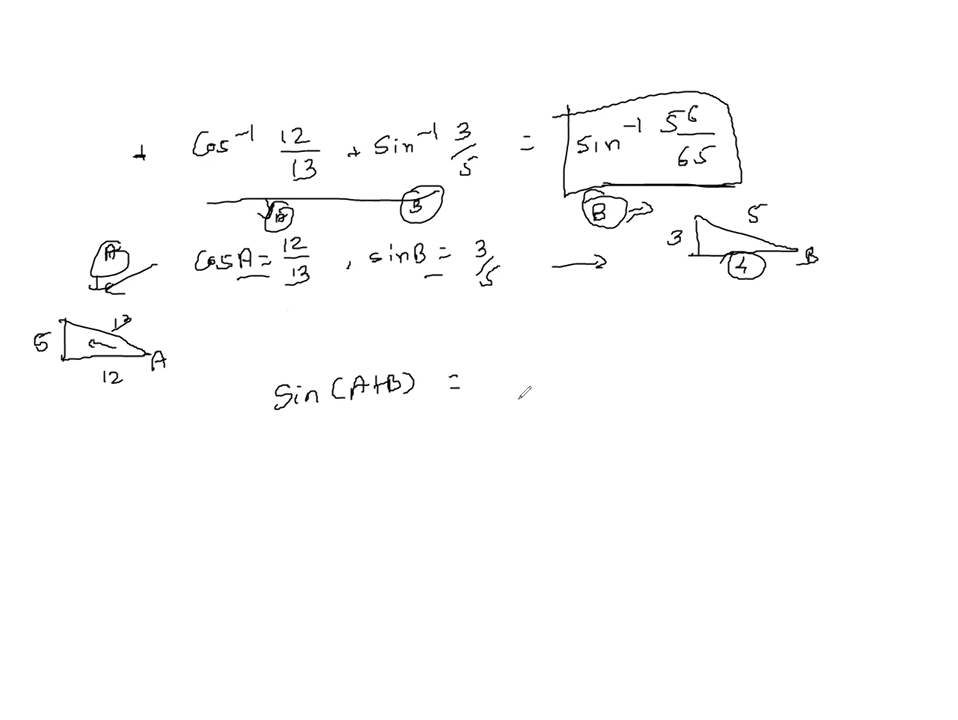 + Cos⁻¹ 12/13 + Sin⁻¹ 3/5 = Sin⁻¹ 56/65
A B B
A cosA = 12/13 , sinB = 3/5 → 3 5 4 B
5 13 12 A
Sin (A+B) =